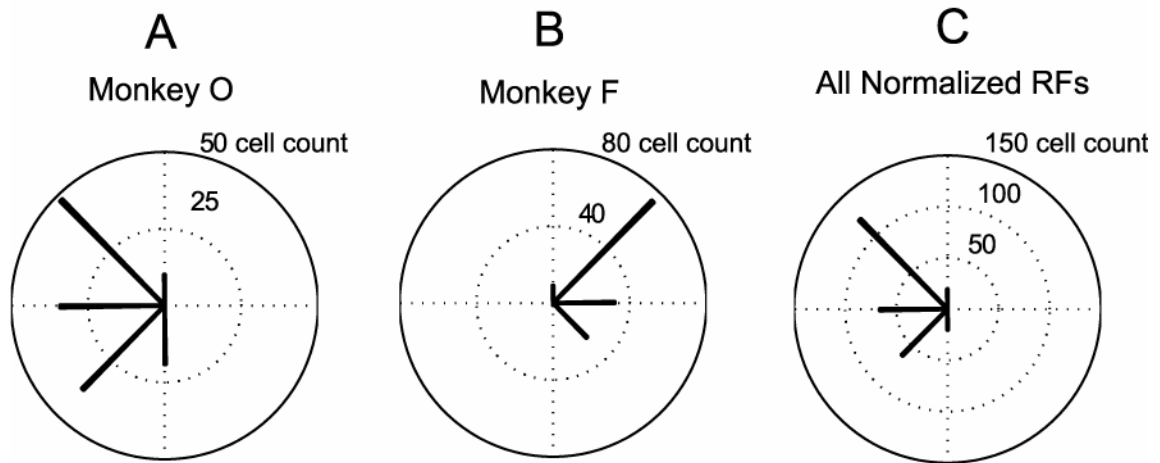 A
Monkey O
50 cell count
25
B
Monkey F
80 cell count
40
C
All Normalized RFs
150 cell count
100
50